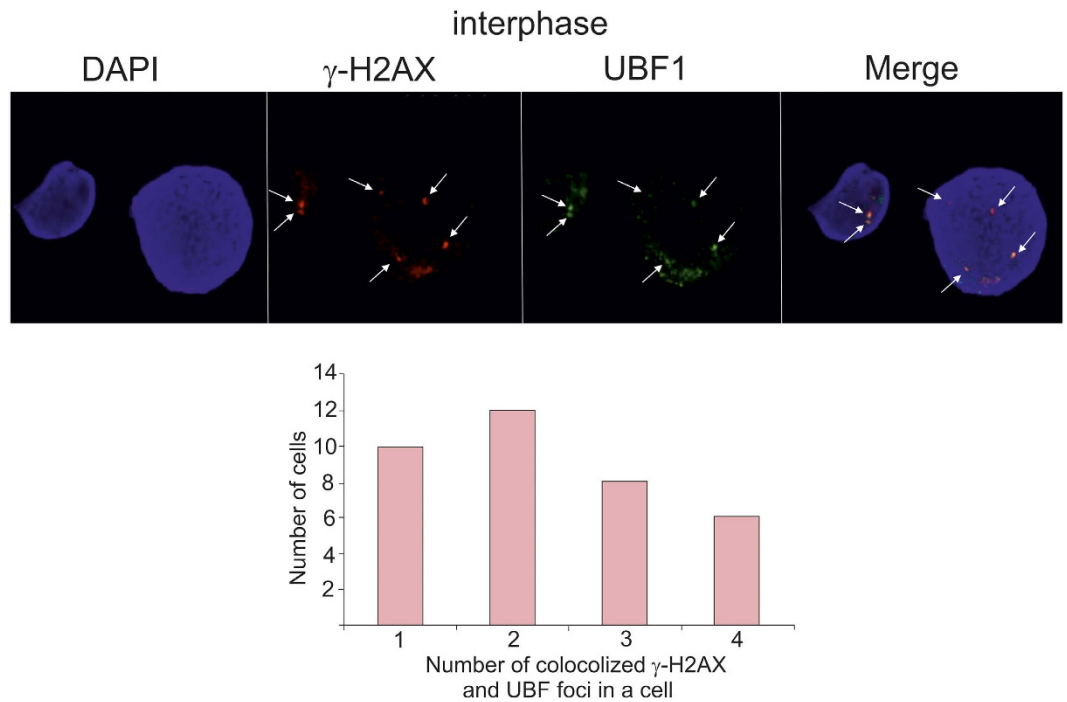 interphase
DAPI γ-H2AX UBF1 Merge
14
12
10
8
6
4
2
Number of cells
1 2 3 4
Number of colocolized γ-H2AX
and UBF foci in a cell